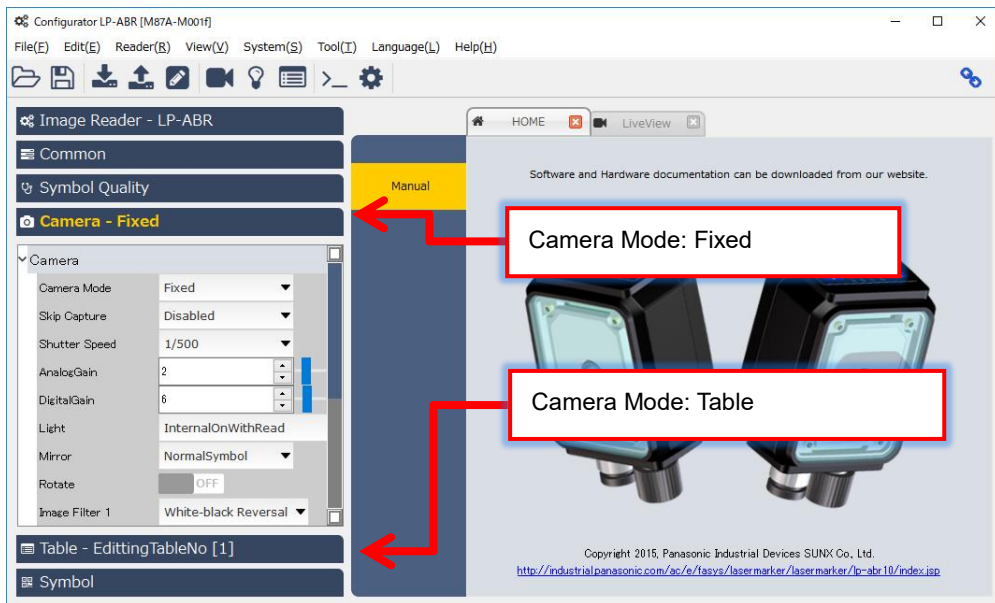 Configurator LP-ABR [M87A-M001f]
File(F) Edit(E) Reader(R) View(V) System(S) Tool(T) Language(L) Help(H)
Image Reader - LP-ABR
Common
Symbol Quality
Camera - Fixed
Camera
Camera Mode Fixed
Skip Capture Disabled
Shutter Speed 1/500
AnalogGain 2
DigitalGain 6
Light InternalOnWithRead
Mirror NormalSymbol
Rotate OFF
Image Filter 1 White-black Reversal
Table - EdittingTableNo [1]
Symbol
Manual
HOME LiveView
Software and Hardware documentation can be downloaded from our website.
Camera Mode: Fixed
Camera Mode: Table
Copyright 2015, Panasonic Industrial Devices SUNX Co., Ltd.
http://industrial.panasonic.com/ac/e/fasys/lasermarker/lasermarker/lp-abr10/index.jsp